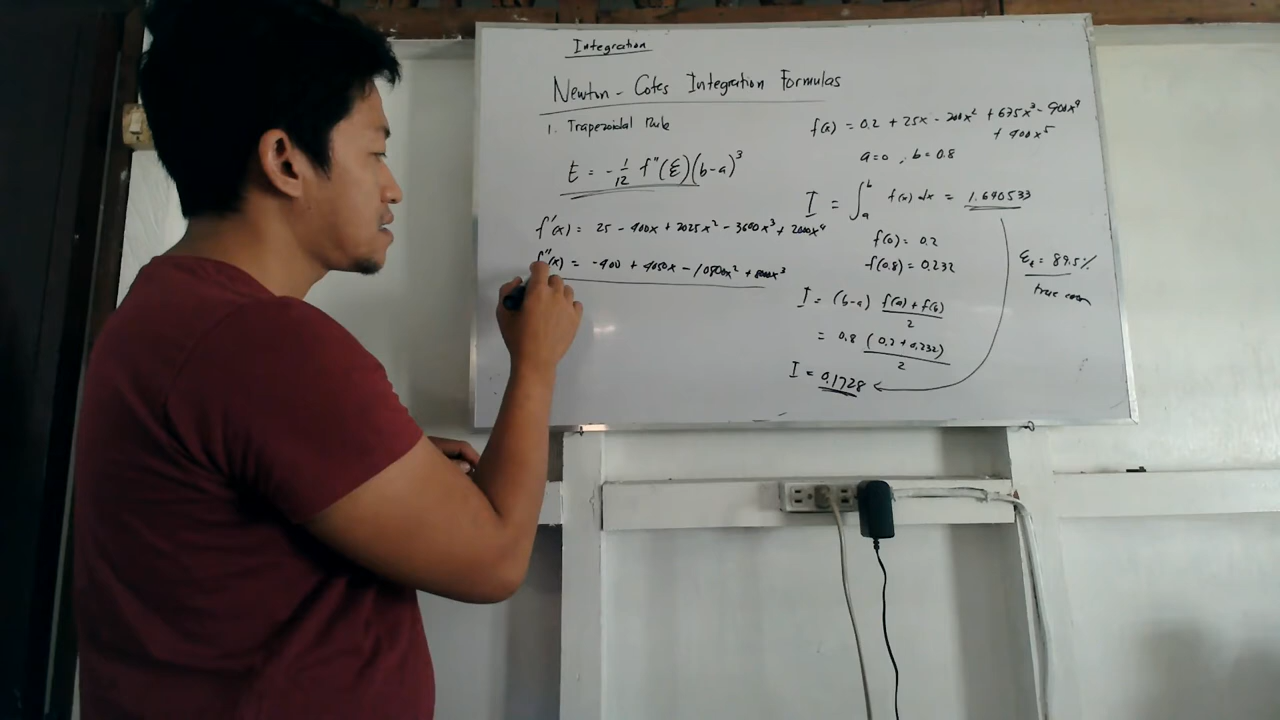 Integration
Newton - Cotes Integration Formulas
1. Trapezoidal Rule
E = - 1/12 f''(ξ)(b-a)³
f'(x) = 25 - 400x + 2025x² - 3600x³ + 2000x⁴
f''(x) = -400 + 4050x - 10800x² + 8000x³
f(x) = 0.2 + 25x - 200x² + 675x³ - 900x⁴
+ 400x⁵
a=0 , b=0.8
I = ∫ₐᵇ f(x) dx = 1.640533
f(0) = 0.2
f(0.8) = 0.232
I = (b-a) f(a) + f(b)/2
= 0.8 (0.2 + 0.232)/2
I = 0.1728
εt = 89.5%
true